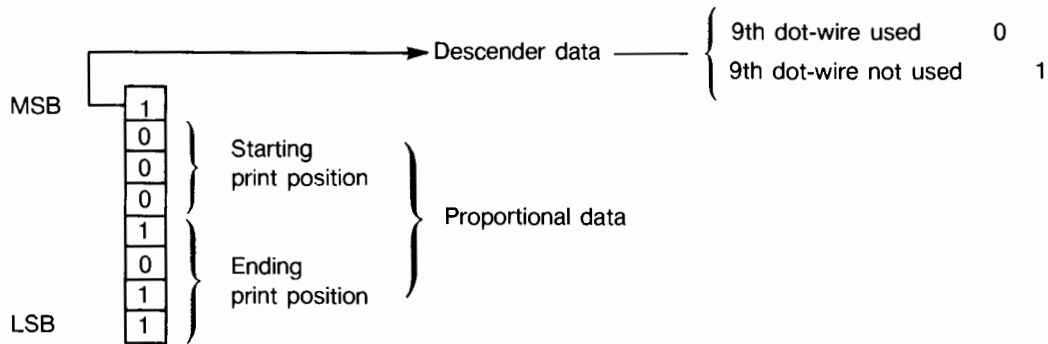 9th dot-wire used 0
Descender data
9th dot-wire not used 1
MSB
1
0
0
0
1
0
1
1
Starting
print position
Proportional data
Ending
print position
LSB